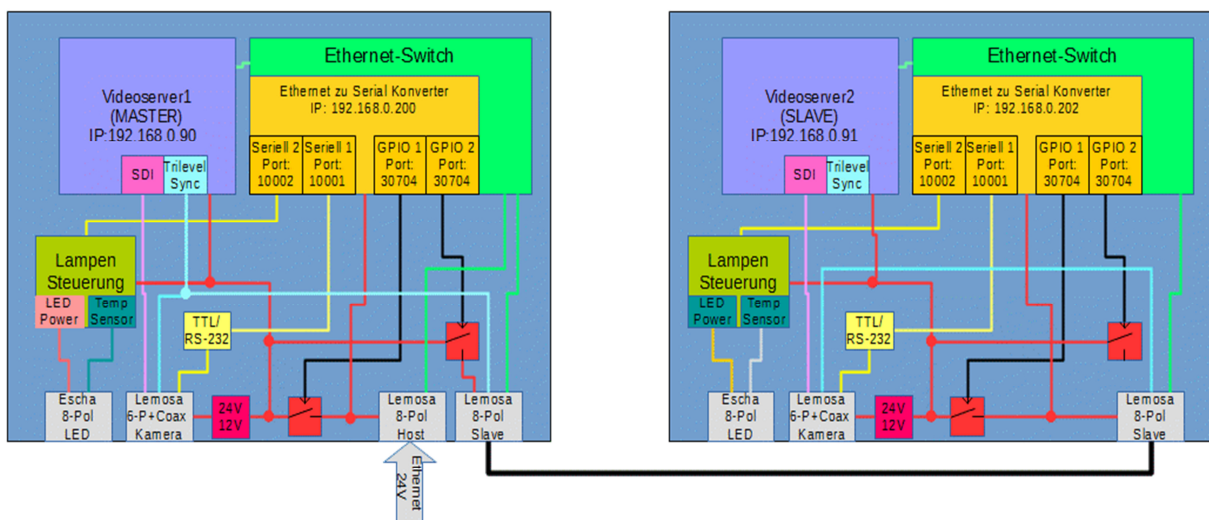 Ethernet-Switch
Videoserver1
(MASTER)
IP:192.168.0.90
Ethernet zu Serial Konverter
IP: 192.168.0.200
Seriell 2
Port:
10002
Seriell 1
Port:
10001
GPIO 1
Port:
30704
GPIO 2
Port:
30704
SDI
Trilevel
Sync
Lampen
Steuerung
LED
Power
Temp
Sensor
TTL/
RS-232
Escha
8-Pol
LED
Lemosa
6-P+Coax
Kamera
24V
12V
Lemosa
8-Pol
Host
Lemosa
8-Pol
Slave
Ethernet
24V
Ethernet-Switch
Videoserver2
(SLAVE)
IP:192.168.0.91
Ethernet zu Serial Konverter
IP: 192.168.0.202
Seriell 2
Port:
10002
Seriell 1
Port:
10001
GPIO 1
Port:
30704
GPIO 2
Port:
30704
SDI
Trilevel
Sync
Lampen
Steuerung
LED
Power
Temp
Sensor
TTL/
RS-232
Escha
8-Pol
LED
Lemosa
6-P+Coax
Kamera
24V
12V
Lemosa
8-Pol
Slave